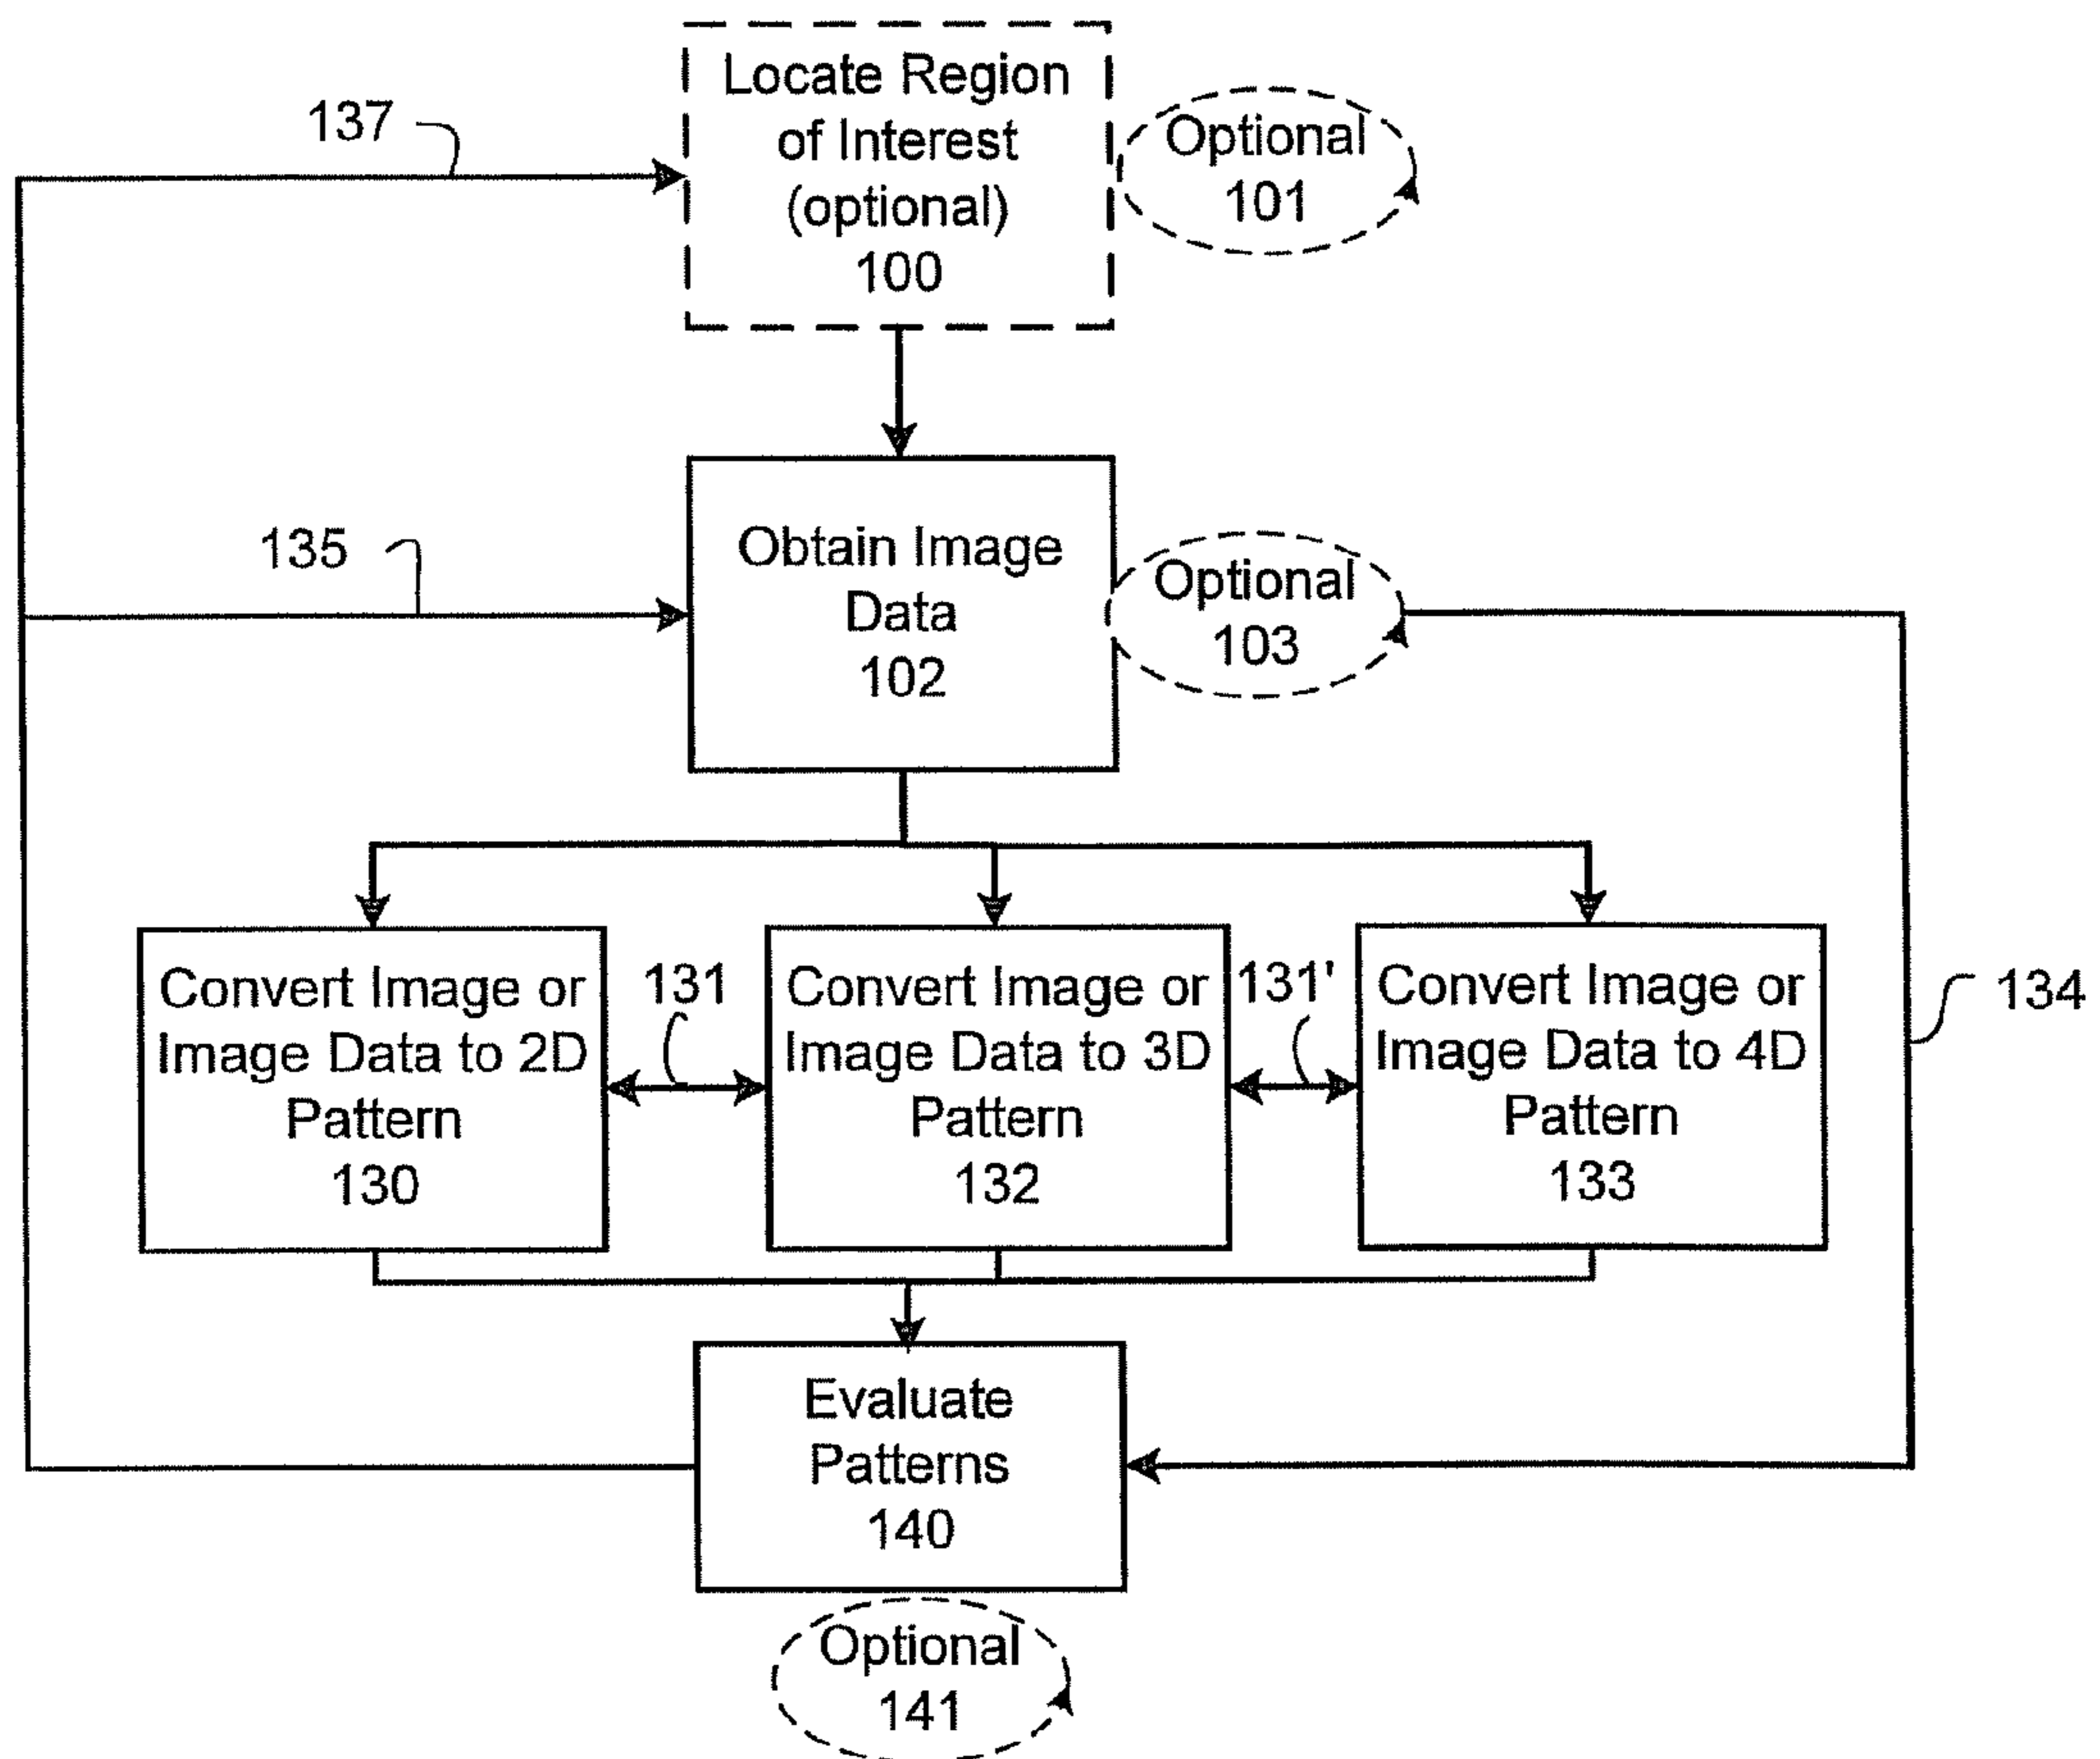 Locate Region
of Interest
(optional)
100
Optional
101
137
Obtain Image
Data
102
Optional
103
135
Convert Image or
Image Data to 2D
Pattern
130
131
Convert Image or
Image Data to 3D
Pattern
132
131'
Convert Image or
Image Data to 4D
Pattern
133
134
Evaluate
Patterns
140
Optional
141